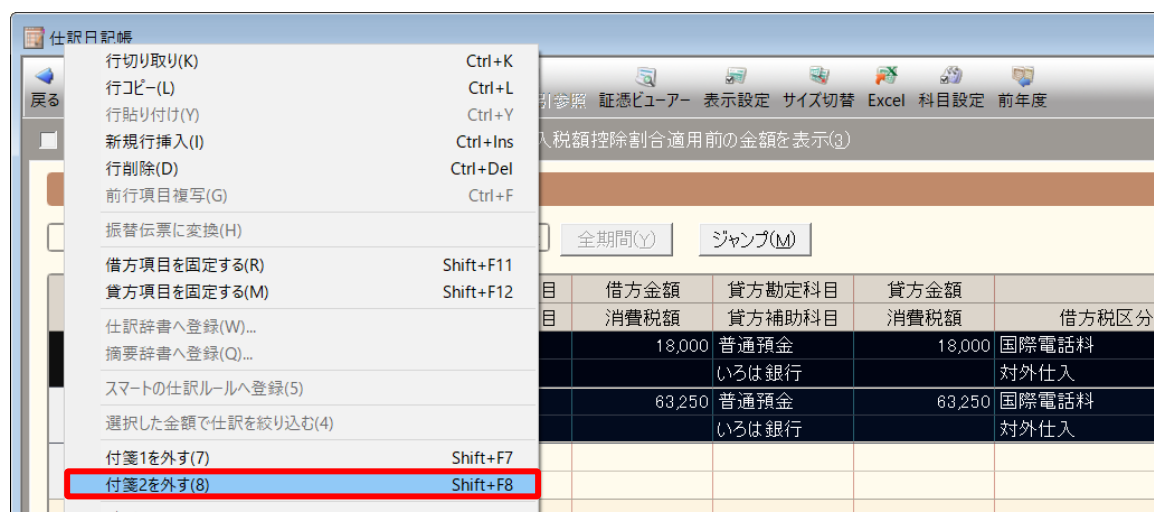 仕訳日記帳
戻る
引参照 証憑ビューアー 表示設定 サイズ切替 Excel 科目設定 前年度
入税額控除割合適用前の金額を表示(3)
行切り取り(K) Ctrl+K
行コピー(L) Ctrl+L
行貼り付け(Y) Ctrl+Y
新規行挿入(I) Ctrl+Ins
行削除(D) Ctrl+Del
前行項目複写(G) Ctrl+F
振替伝票に変換(H)
借方項目を固定する(R) Shift+F11
貸方項目を固定する(M) Shift+F12
仕訳辞書へ登録(W)...
摘要辞書へ登録(Q)...
スマートの仕訳ルールへ登録(5)
選択した金額で仕訳を絞り込む(4)
付箋1を外す(7) Shift+F7
付箋2を外す(8) Shift+F8
全期間(Y) ジャンプ(M)
目 借方金額 貸方勘定科目 貸方金額
目 消費税額 貸方補助科目 消費税額 借方税区分
18,000 普通預金 18,000 国際電話料
いろは銀行 対外仕入
63,250 普通預金 63,250 国際電話料
いろは銀行 対外仕入